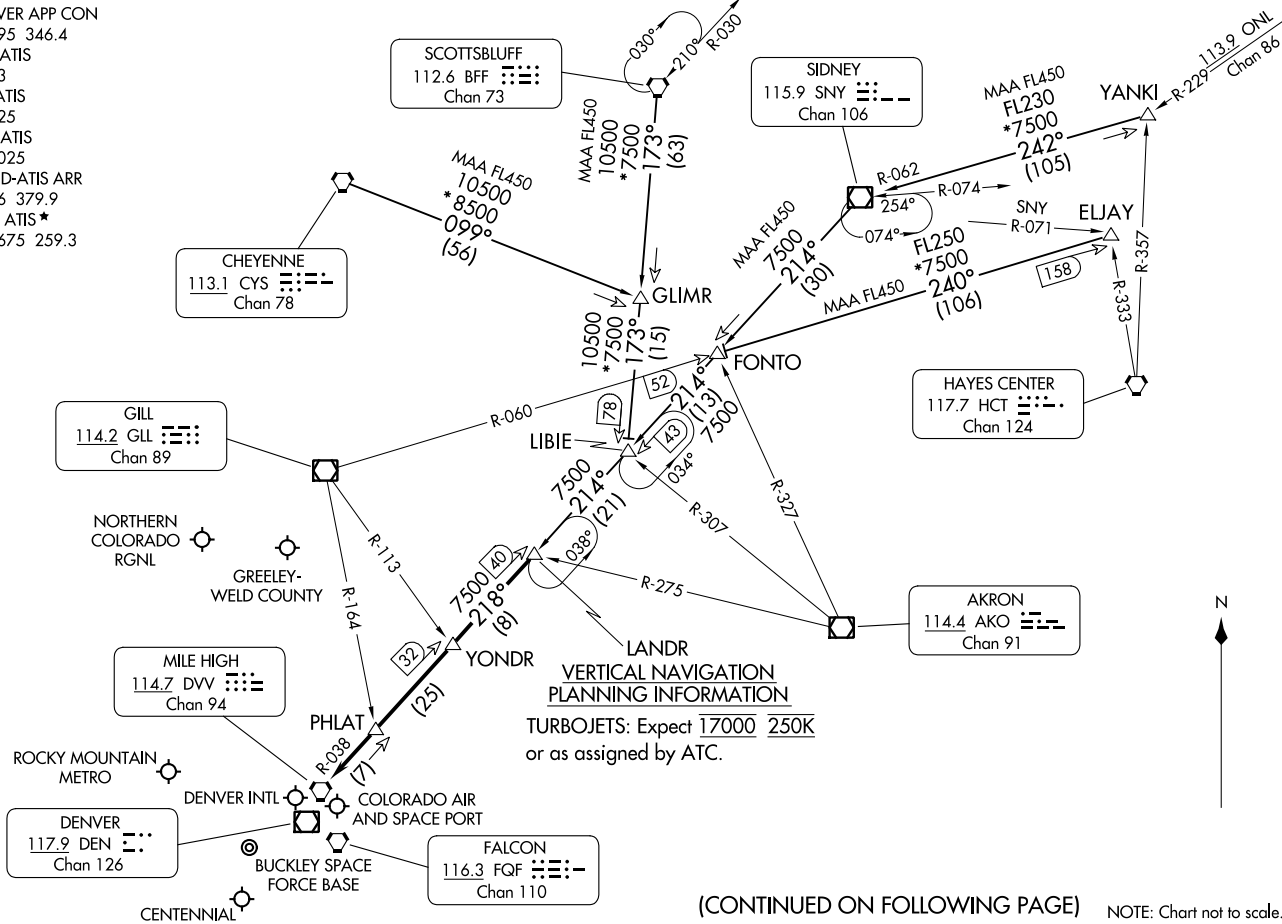 VER APP CON
95 346.4
ATIS
3
ATIS
25
ATIS
025
D-ATIS ARR
6 379.9
ATIS★
675 259.3
SCOTTSBLUFF
112.6 BFF
Chan 73
030°
210°
R-030
MAA FL450
10500
*7500
173°
(63)
SIDNEY
115.9 SNY
Chan 106
MAA FL450
FL230
*7500
242°
(105)
YANKI
R-229
113.9 ONL
Chan 86
R-062
R-074
254°
074°
SNY
R-071
ELJAY
R-357
R-333
MAA FL450
10500
*8500
099°
(56)
CHEYENNE
113.1 CYS
Chan 78
GLIMR
MAA FL450
7500
214°
(30)
MAA FL450
FL250
*7500
240°
(106)
158
10500
*7500
173°
(15)
FONTO
HAYES CENTER
117.7 HCT
Chan 124
52
R-060
78
214°
(13)
7500
43
034°
LIBIE
GILL
114.2 GLL
Chan 89
7500
214°
(21)
R-327
R-307
NORTHERN
COLORADO
RGNL
GREELEY-
WELD COUNTY
R-113
R-164
40
038°
R-275
7500
218°
(8)
AKRON
114.4 AKO
Chan 91
32
YONDR
LANDR
VERTICAL NAVIGATION
PLANNING INFORMATION
TURBOJETS: Expect 17000 250K
or as assigned by ATC.
MILE HIGH
114.7 DVV
Chan 94
PHLAT
(25)
R-038
(7)
ROCKY MOUNTAIN
METRO
DENVER INTL
COLORADO AIR
AND SPACE PORT
DENVER
117.9 DEN
Chan 126
BUCKLEY SPACE
FORCE BASE
FALCON
116.3 FQF
Chan 110
CENTENNIAL
N
(CONTINUED ON FOLLOWING PAGE)
NOTE: Chart not to scale.